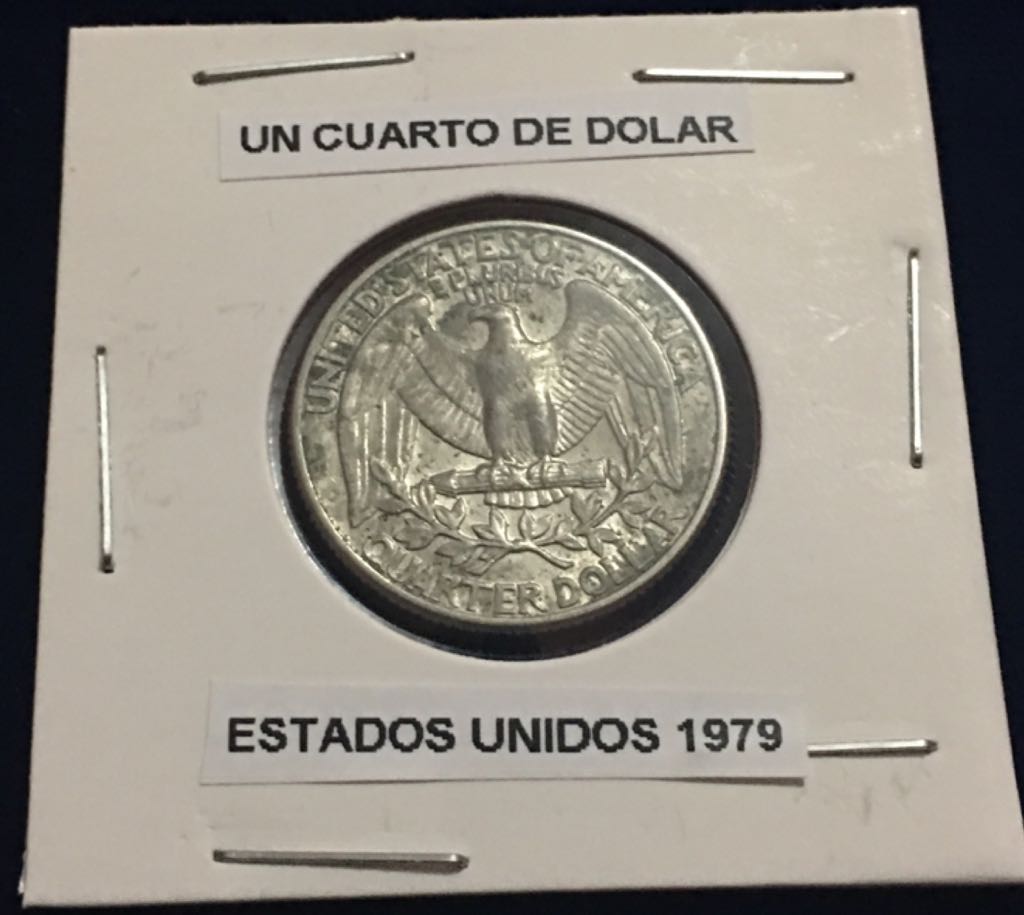 UN CUARTO DE DOLAR
UNITED STATES OF AMERICA
E PLURIBUS
UNUM
QUARTER DOLLAR
ESTADOS UNIDOS 1979